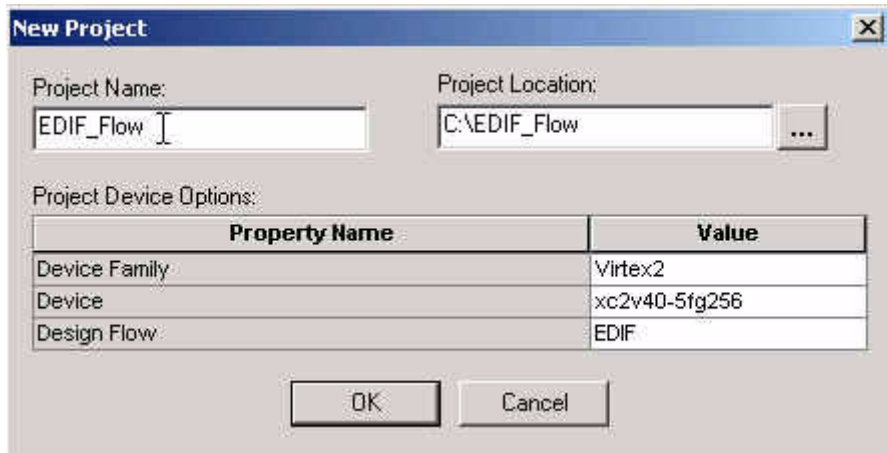 New Project
Project Name: Project Location:
EDIF_Flow C:\EDIF_Flow ...
Project Device Options:
Property Name Value
Device Family Virtex2
Device xc2v40-5fg256
Design Flow EDIF
OK Cancel